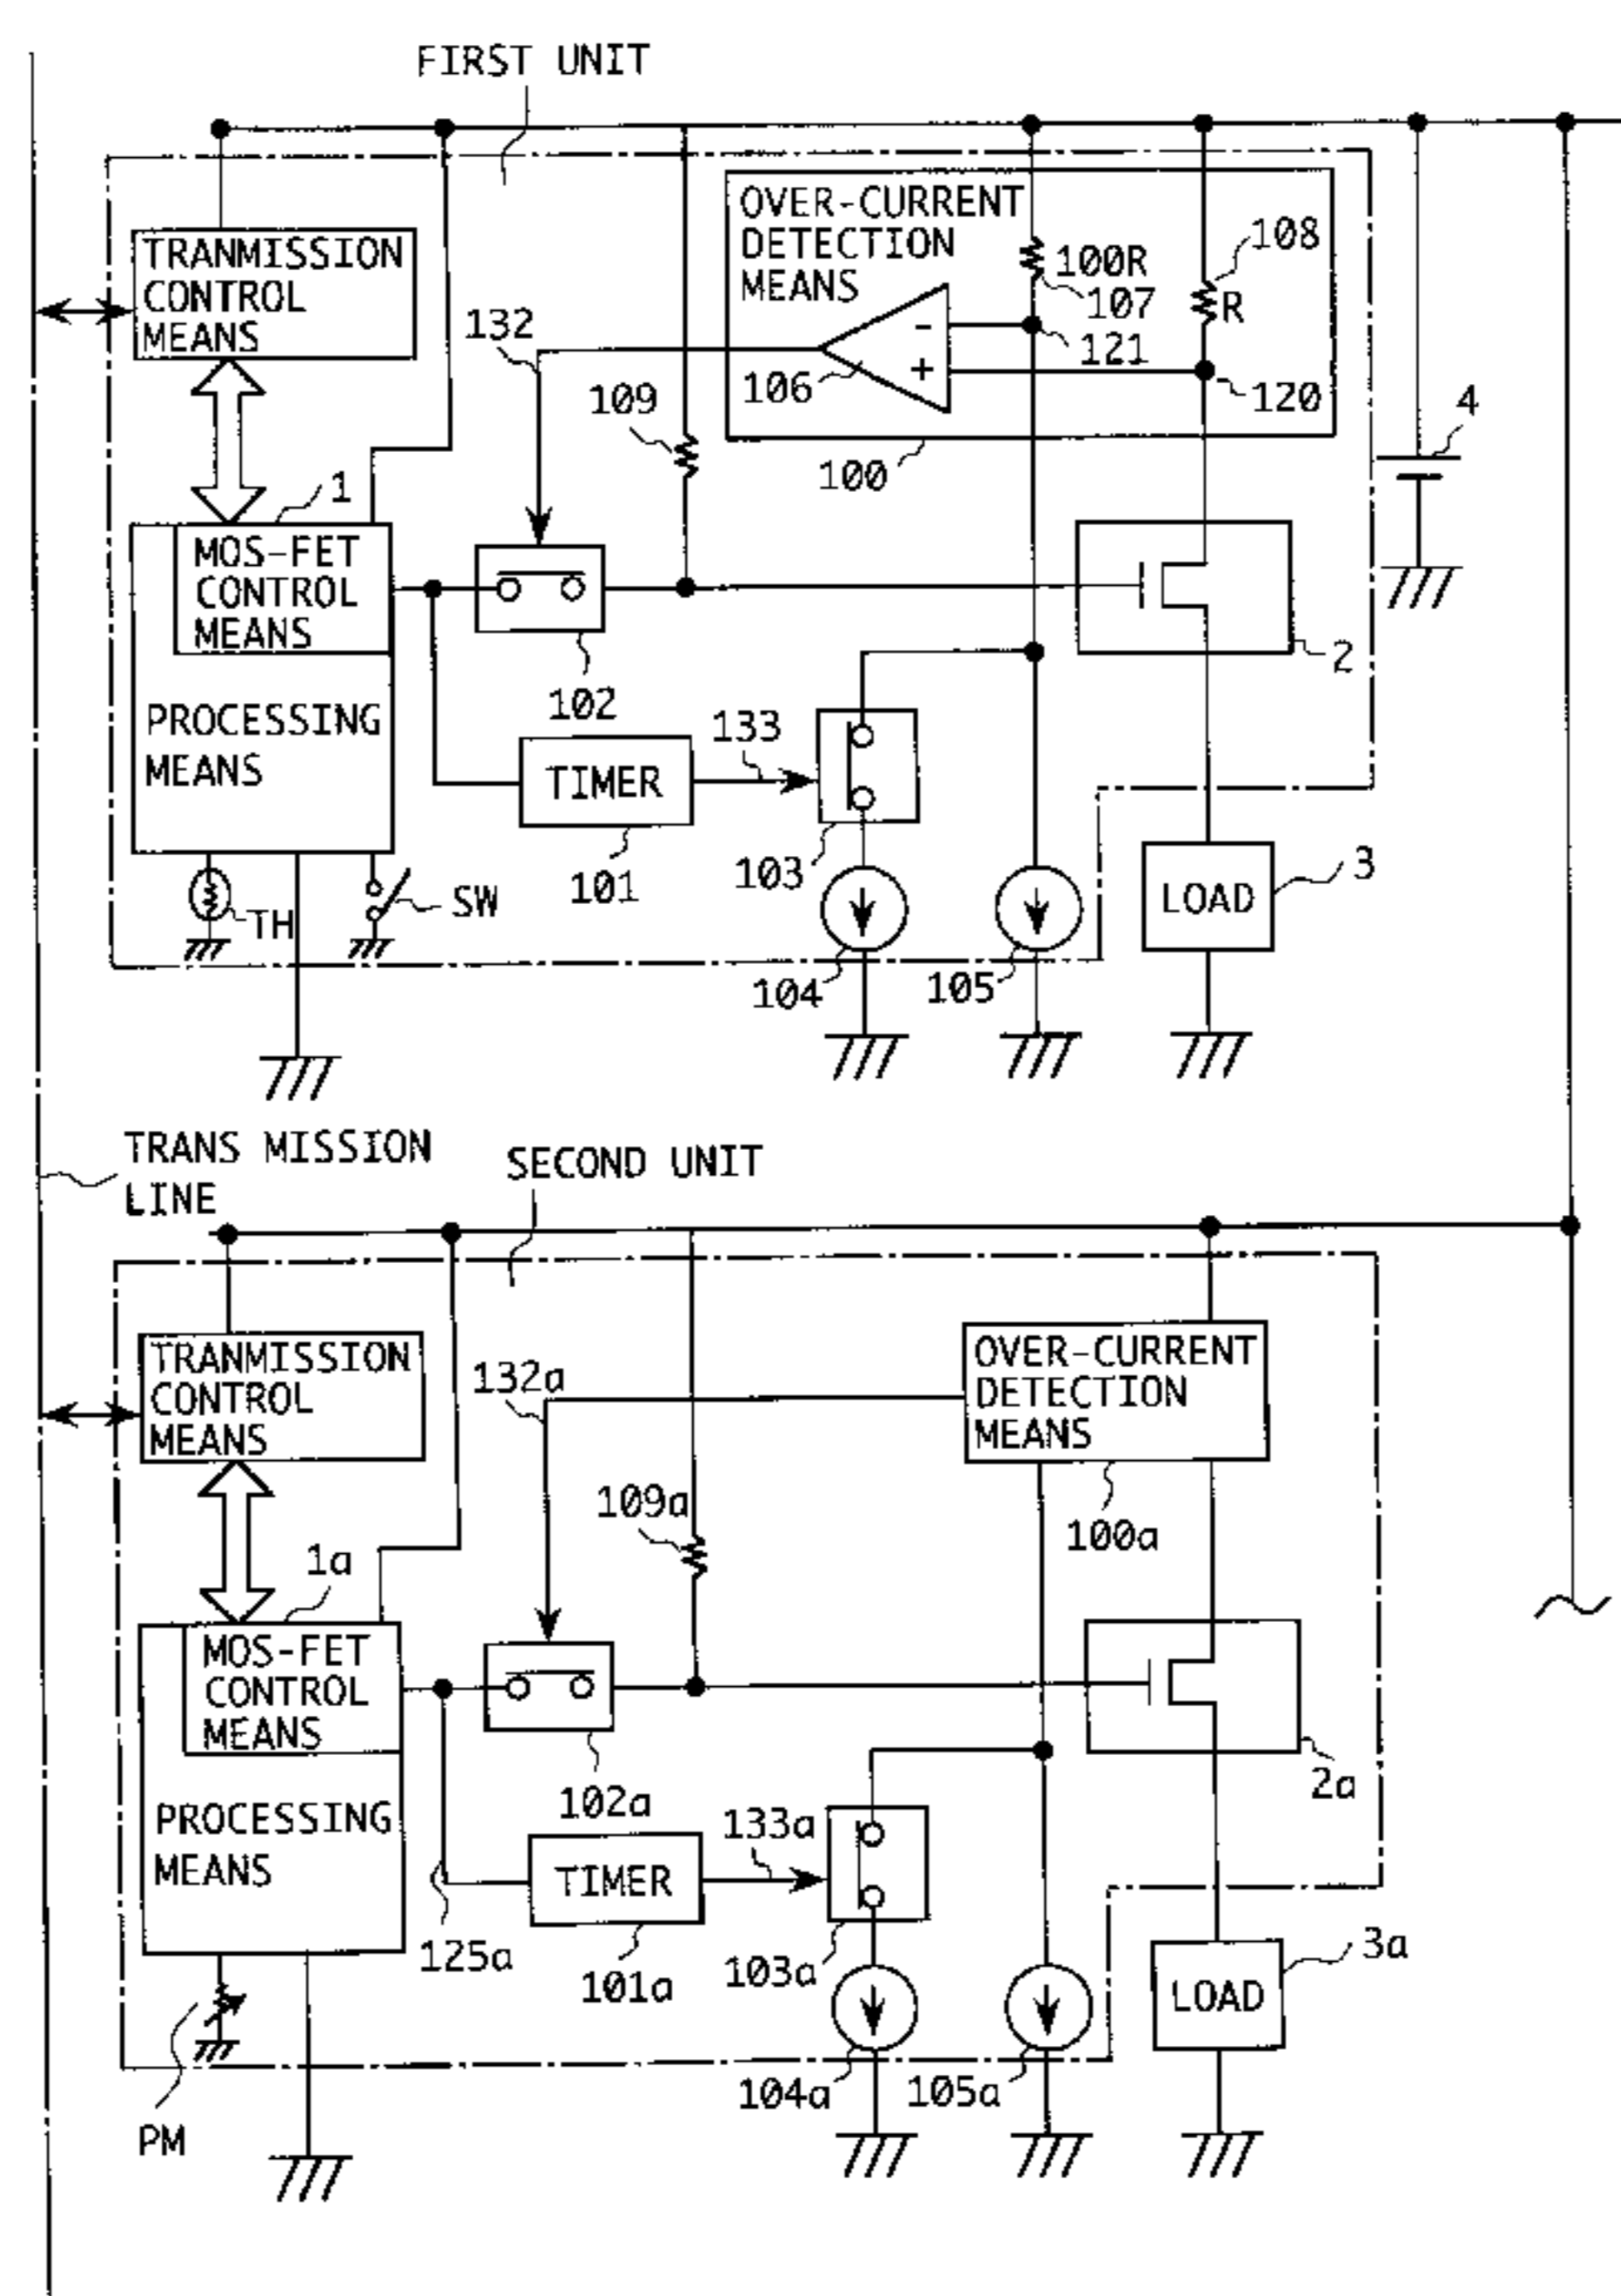 FIRST UNIT
OVER-CURRENT
DETECTION
MEANS
108
100R
107
R
TRANMISSION
CONTROL
MEANS
132
121
106
-
+
120
109
4
100
1
MOS-FET
CONTROL
MEANS
2
102
PROCESSING
MEANS
133
TIMER
103
101
3
LOAD
SW
TH
104
105
TRANS MISSION
LINE
SECOND UNIT
TRANMISSION
CONTROL
MEANS
OVER-CURRENT
DETECTION
MEANS
132a
109a
100a
1a
MOS-FET
CONTROL
MEANS
2a
102a
PROCESSING
MEANS
133a
TIMER
125a
101a
103a
3a
LOAD
104a
105a
PM